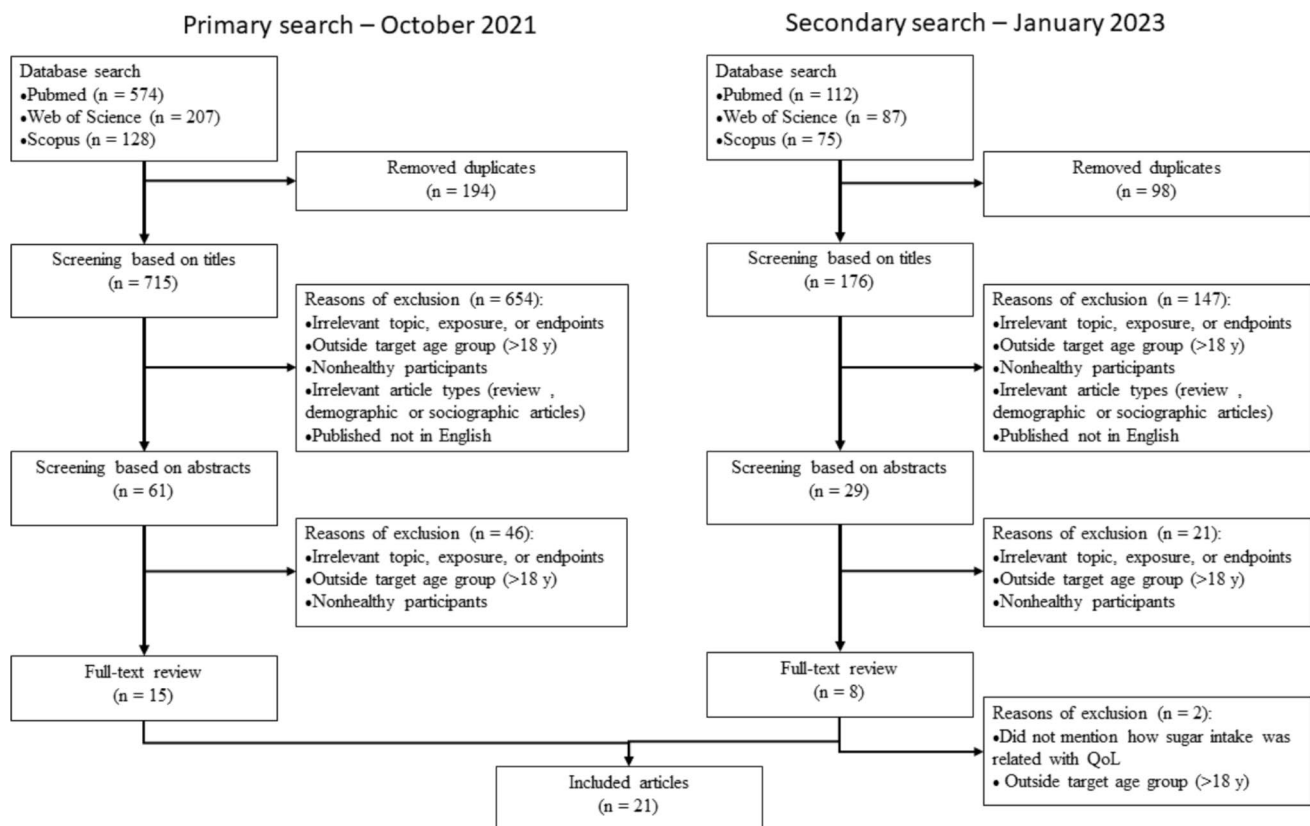 Primary search – October 2021
Database search
•Pubmed (n = 574)
•Web of Science (n = 207)
•Scopus (n = 128)
Removed duplicates
(n = 194)
Screening based on titles
(n = 715)
Reasons of exclusion (n = 654):
•Irrelevant topic, exposure, or endpoints
•Outside target age group (>18 y)
•Nonhealthy participants
•Irrelevant article types (review ,
demographic or sociographic articles)
•Published not in English
Screening based on abstracts
(n = 61)
Reasons of exclusion (n = 46):
•Irrelevant topic, exposure, or endpoints
•Outside target age group (>18 y)
•Nonhealthy participants
Full-text review
(n = 15)
Secondary search – January 2023
Database search
•Pubmed (n = 112)
•Web of Science (n = 87)
•Scopus (n = 75)
Removed duplicates
(n = 98)
Screening based on titles
(n = 176)
Reasons of exclusion (n = 147):
•Irrelevant topic, exposure, or endpoints
•Outside target age group (>18 y)
•Nonhealthy participants
•Irrelevant article types (review ,
demographic or sociographic articles)
•Published not in English
Screening based on abstracts
(n = 29)
Reasons of exclusion (n = 21):
•Irrelevant topic, exposure, or endpoints
•Outside target age group (>18 y)
•Nonhealthy participants
Full-text review
(n = 8)
Reasons of exclusion (n = 2):
•Did not mention how sugar intake was
related with QoL
• Outside target age group (>18 y)
Included articles
(n = 21)